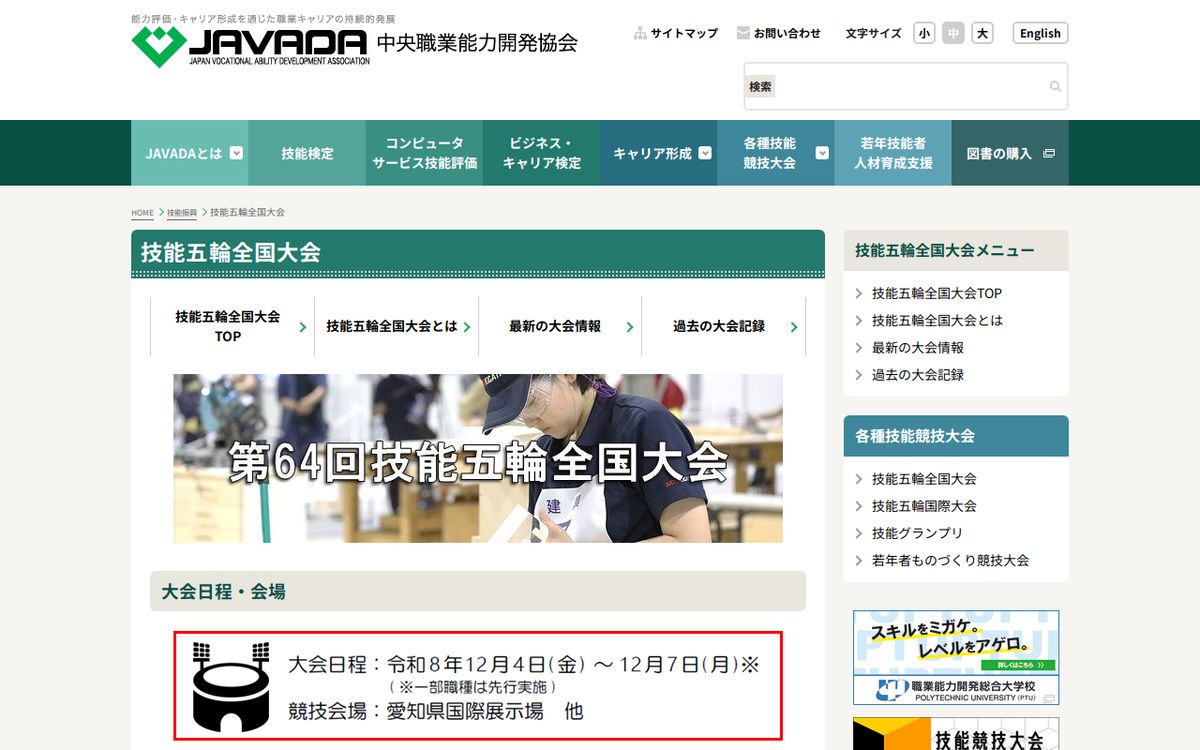 能力評価・キャリア形成を通じた職業キャリアの持続的発展
JAVADA 中央職業能力開発協会
JAPAN VOCATIONAL ABILITY DEVELOPMENT ASSOCIATION
サイトマップ
お問い合わせ
文字サイズ 小 中 大
English
検索
JAVADAとは
技能検定
コンピュータ
サービス技能評価
ビジネス・
キャリア検定
キャリア形成
各種技能
競技大会
若年技能者
人材育成支援
図書の購入
HOME 技能振興 技能五輪全国大会
技能五輪全国大会
技能五輪全国大会
TOP
技能五輪全国大会とは
最新の大会情報
過去の大会記録
第64回技能五輪全国大会
建
大会日程・会場
大会日程：令和８年12月４日(金) ～12月7日(月)※
（ ※一部職種は先行実施 ）
競技会場：愛知県国際展示場　他
技能五輪全国大会メニュー
技能五輪全国大会TOP
技能五輪全国大会とは
最新の大会情報
過去の大会記録
各種技能競技大会
技能五輪全国大会
技能五輪国際大会
技能グランプリ
若年者ものづくり競技大会
スキルをミガケ。
レベルをアゲロ。
詳しくはこちら 》
職業能力開発総合大学校
POLYTECHNIC UNIVERSITY (PTU)
技能競技大会